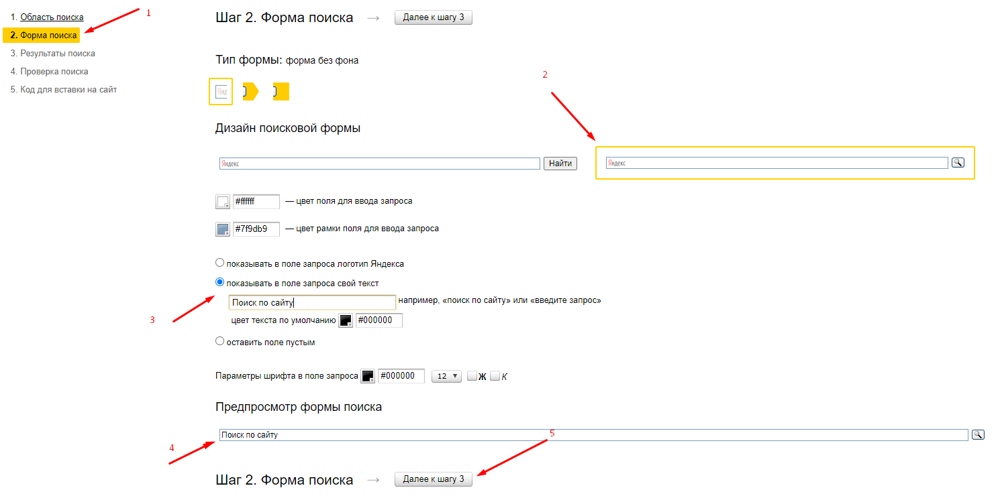 1. Область поиска
1
2. Форма поиска
3. Результаты поиска
4. Проверка поиска
5. Код для вставки на сайт
Шаг 2. Форма поиска → Далее к шагу 3
Тип формы: форма без фона
Янд
2
Дизайн поисковой формы
Яндекс Найти
Яндекс
#ffffff — цвет поля для ввода запроса
#7f9db9 — цвет рамки поля для ввода запроса
показывать в поле запроса логотип Яндекса
показывать в поле запроса свой текст
Поиск по сайту например, «поиск по сайту» или «введите запрос»
3
цвет текста по умолчанию #000000
оставить поле пустым
Параметры шрифта в поле запроса #000000 12 Ж К
Предпросмотр формы поиска
Поиск по сайту
4
5
Шаг 2. Форма поиска → Далее к шагу 3